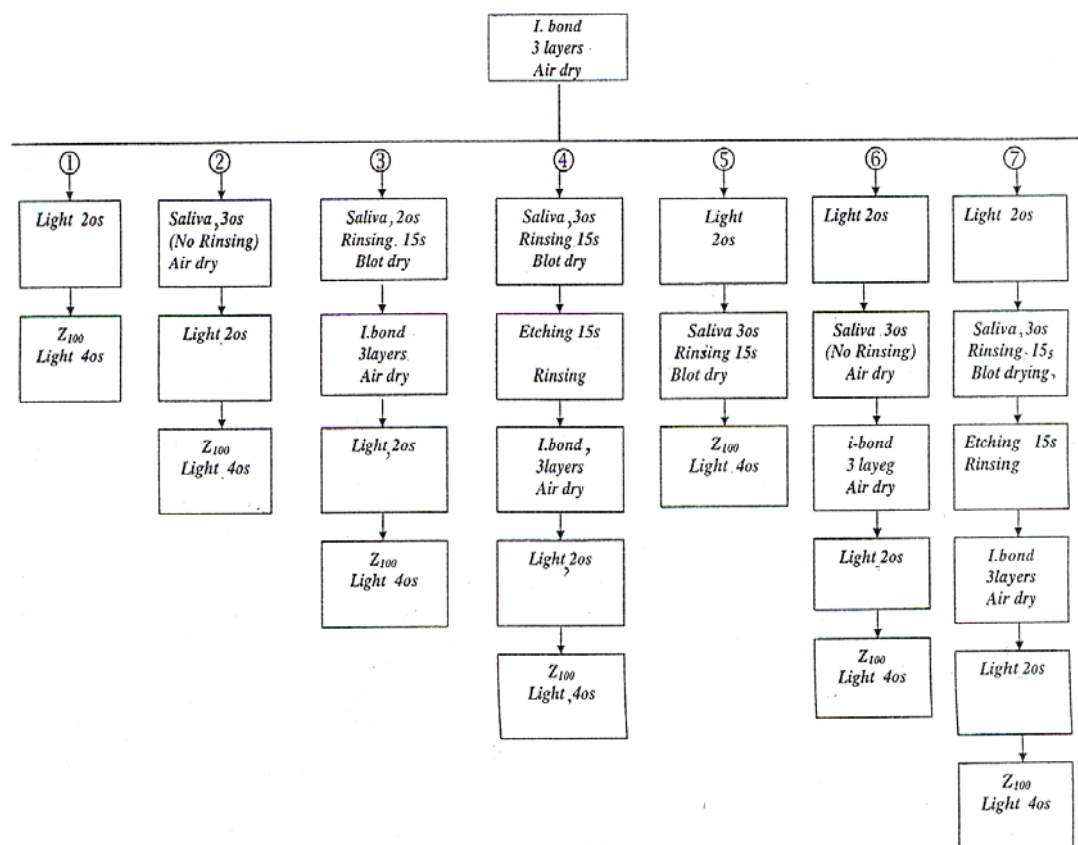 I. bond
3 layers
Air dry
①
Light 2os
Z100
Light 4os
②
Saliva, 3os
(No Rinsing)
Air dry
Light 2os
Z100
Light 4os
③
Saliva, 2os
Rinsing. 15s
Blot dry
I.bond
3layers
Air dry
Light, 2os
Z100
Light 4os
④
Saliva, 3os
Rinsing 15s
Blot dry
Etching 15s
Rinsing
I.bond,
3layers
Air dry
Light, 2os
Z100
Light, 4os
⑤
Light
2os
Saliva 3os
Rinsing 15s
Blot dry
Z100
Light 4os
⑥
Light 2os
Saliva 3os
(No Rinsing)
Air dry
i-bond
3 layeg
Air dry
Light 2os
Z100
Light 4os
⑦
Light 2os
Saliva, 3os
Rinsing. 15s
Blot drying,
Etching 15s
Rinsing
I.bond
3layers
Air dry
Light 2os
Z100
Light 4os